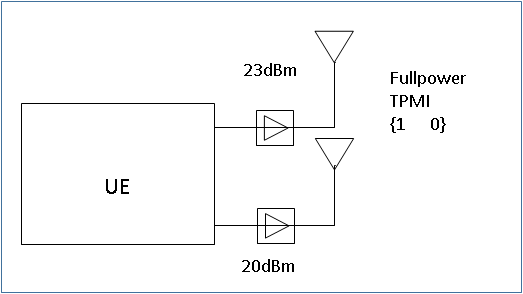 23dBm
Fullpower
TPMI
{1 0}
UE
20dBm